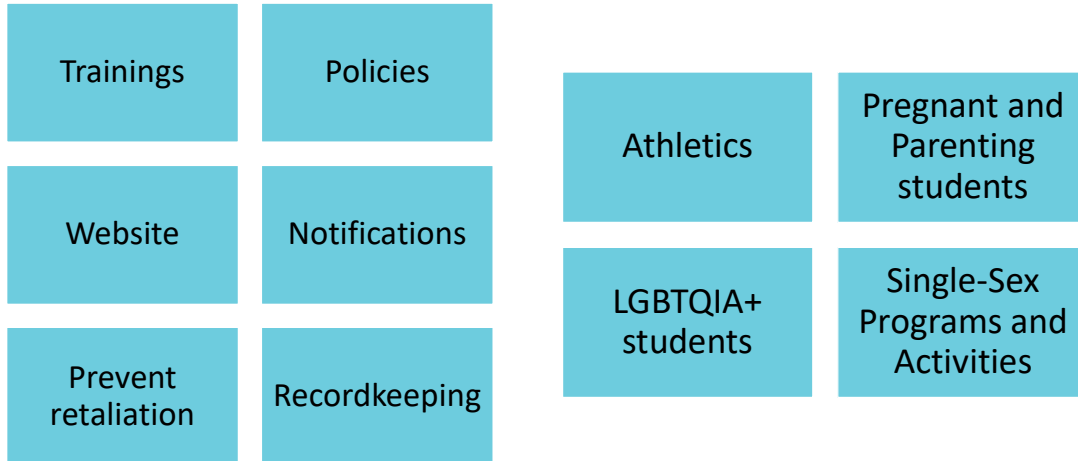 Trainings
Policies
Website
Notifications
Prevent
retaliation
Recordkeeping
Athletics
Pregnant and
Parenting
students
LGBTQIA+
students
Single-Sex
Programs and
Activities